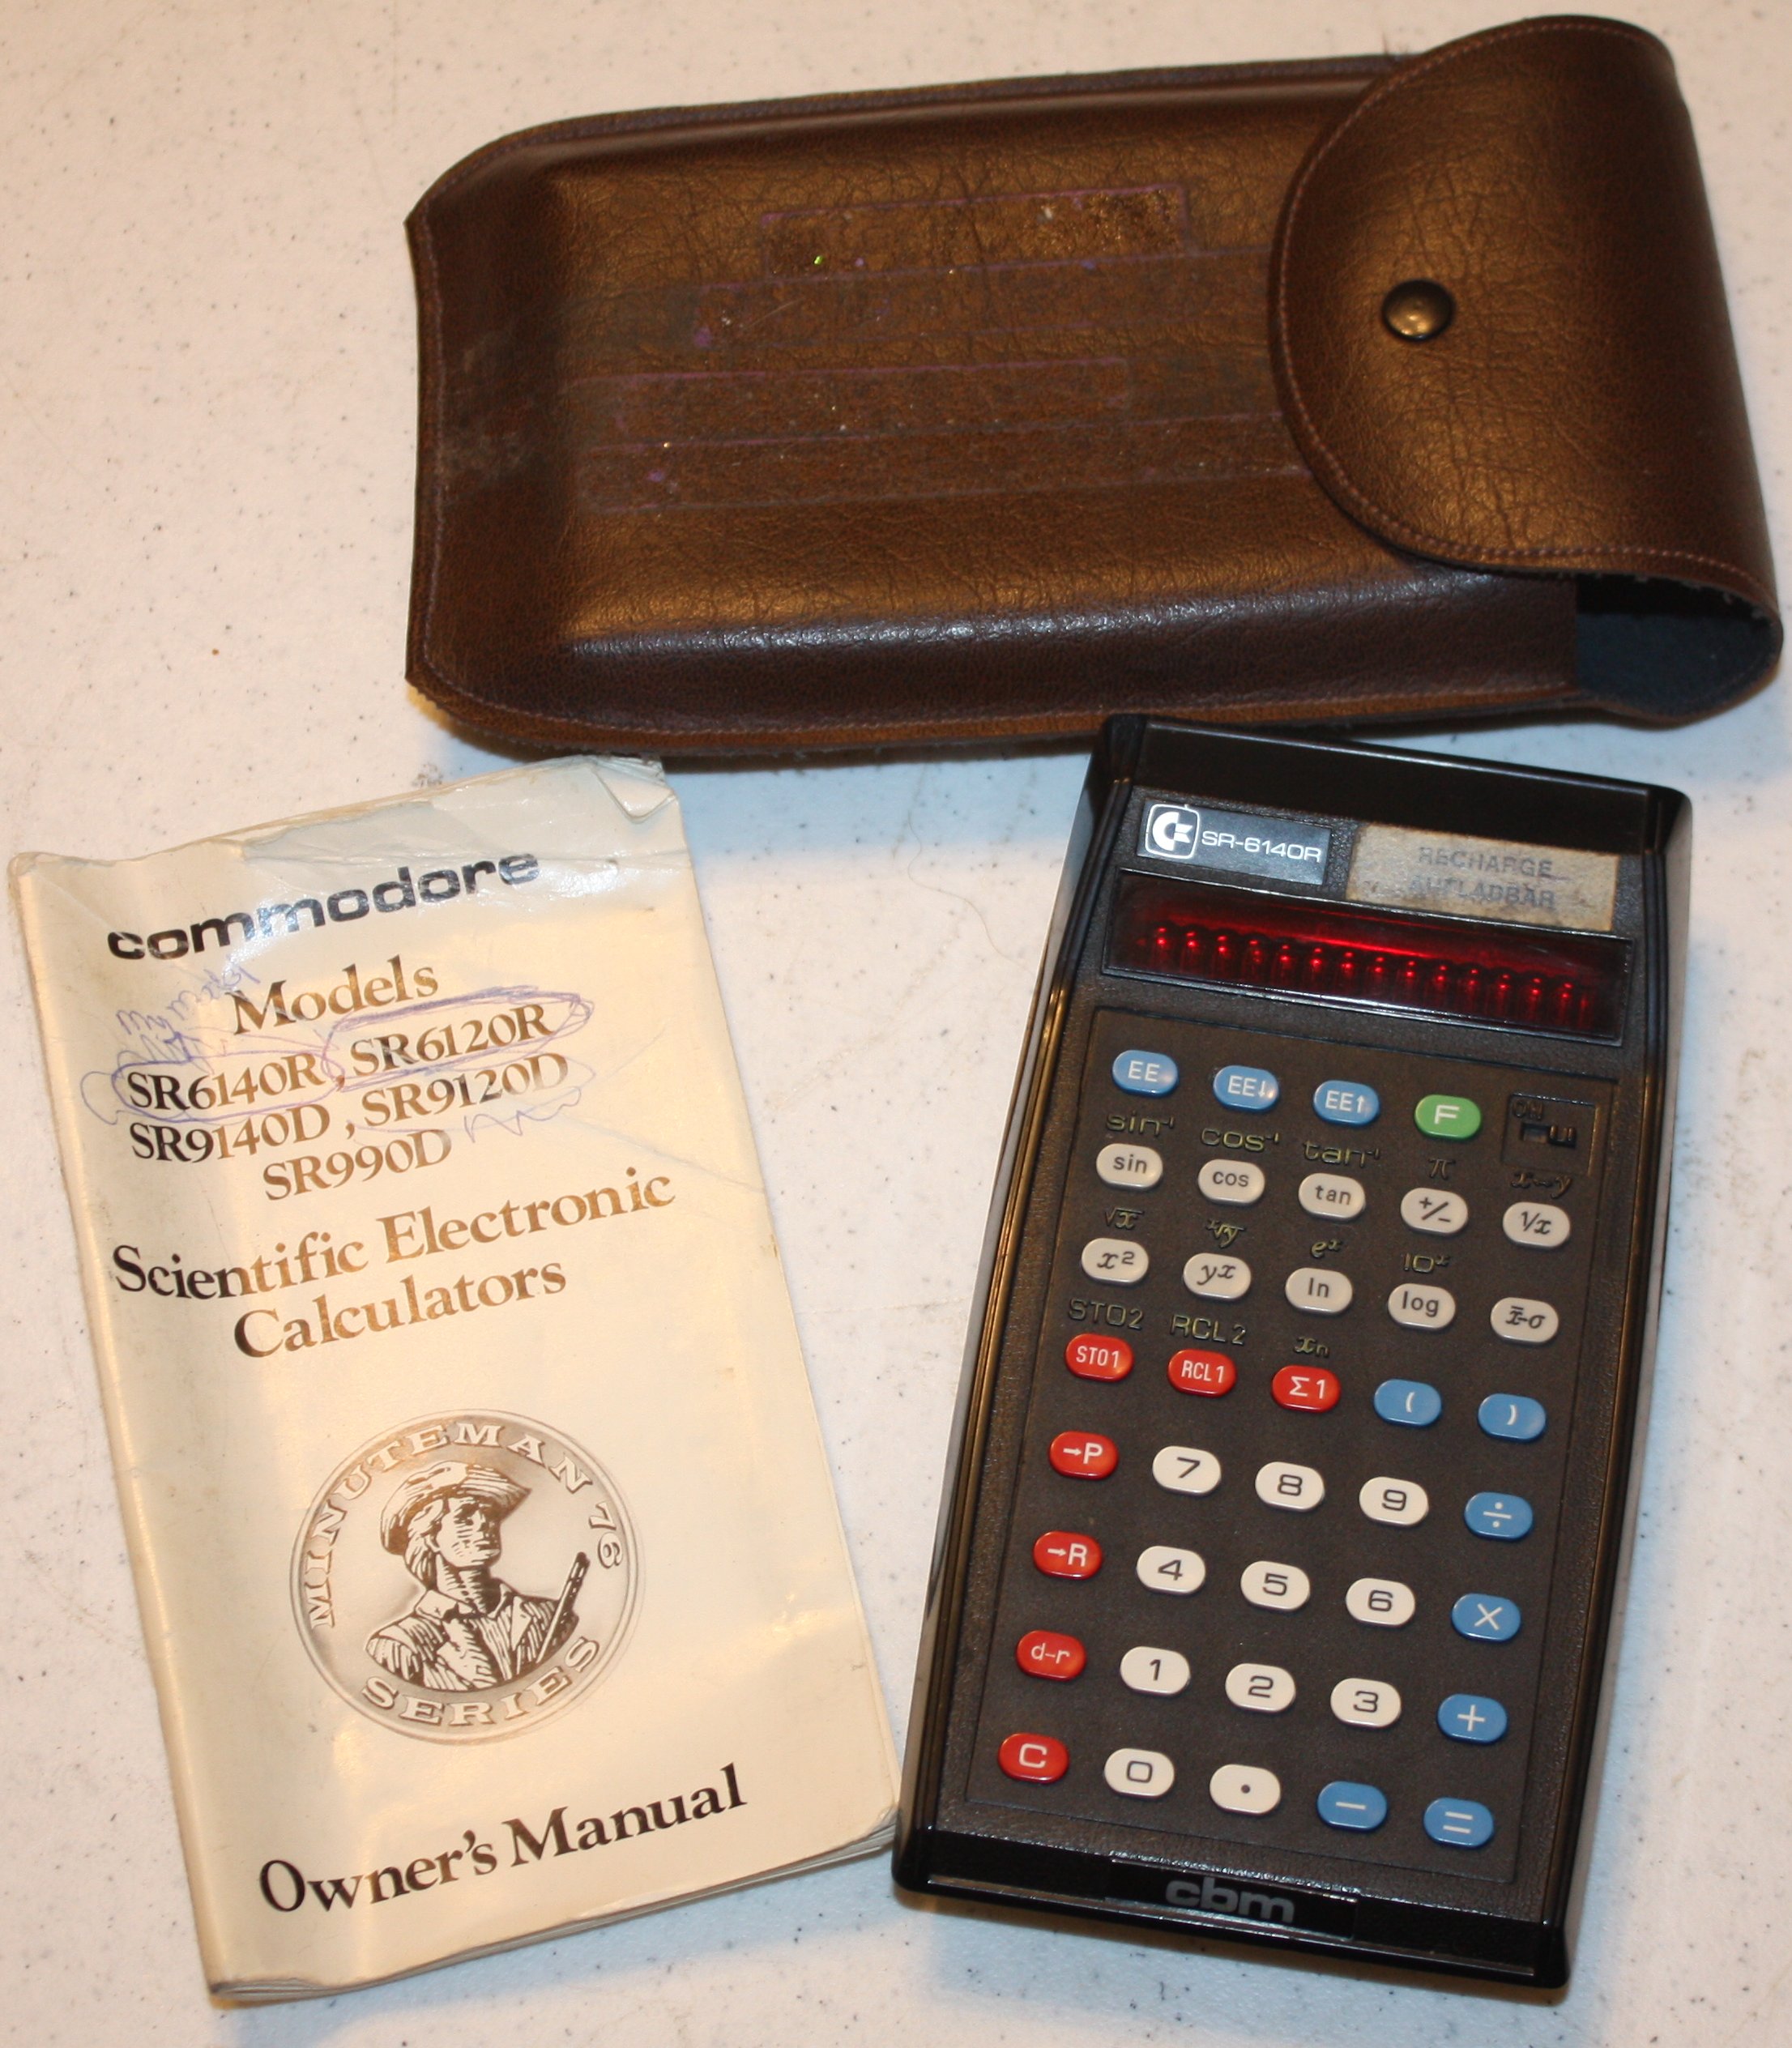 commodore
Models
SR6140R, SR6120R
SR9140D, SR9120D
SR990D
Scientific Electronic
Calculators
MINUTEMAN 76
SERIES
Owner's Manual
SR-6140R
RECHARGE
AUFLADBAR
EE EE↓ EE↑ F ON
sin⁻¹ cos⁻¹ tan⁻¹ π x↔y
sin cos tan +/− 1/x
√x ˣ√y eˣ 10ˣ
x² yˣ ln log x̄-σ
STO2 RCL2 xn
STO1 RCL1 Σ1 ( )
→P 7 8 9 ÷
→R 4 5 6 ×
d-r 1 2 3 +
C 0 . − =
cbm